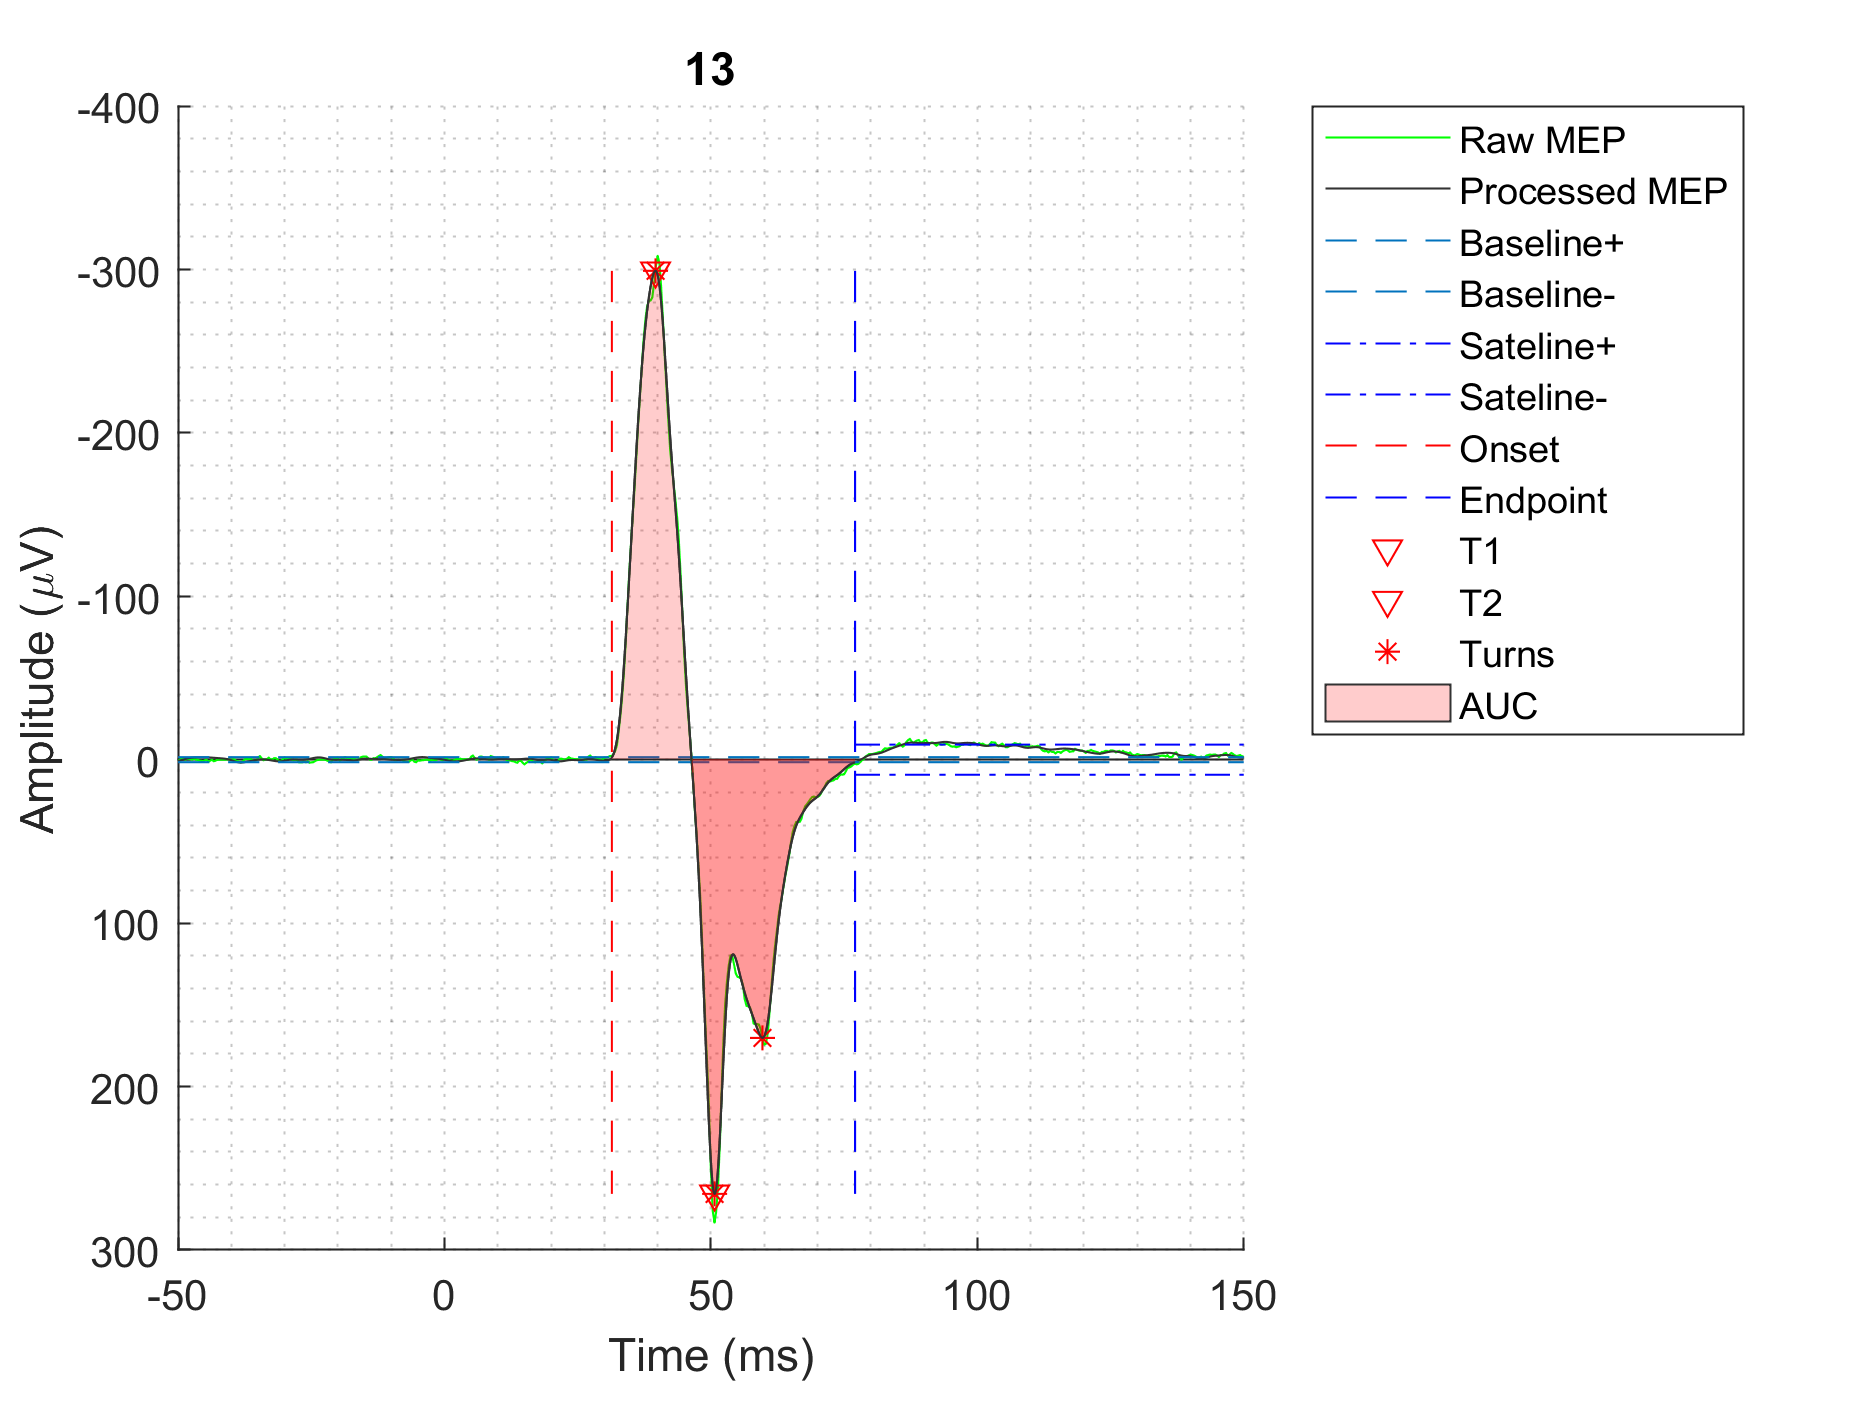 13
-400
-300
-200
-100
0
100
200
300
Amplitude (μV)
-50 0 50 100 150
Time (ms)
Raw MEP
Processed MEP
Baseline+
Baseline-
Sateline+
Sateline-
Onset
Endpoint
T1
T2
Turns
AUC